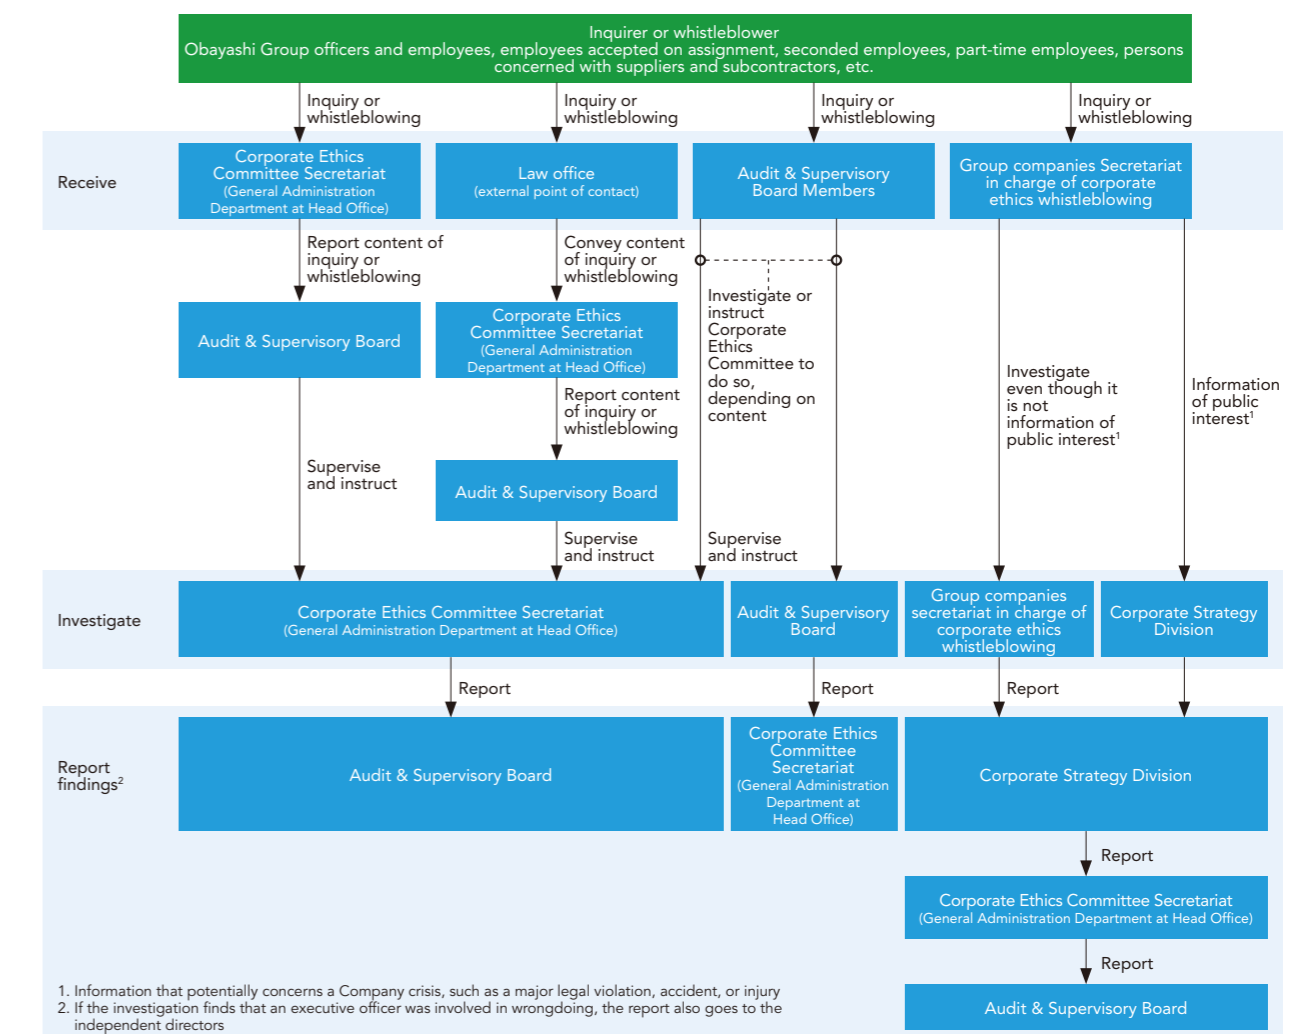 Inquirer or whistleblower
Obayashi Group officers and employees, employees accepted on assignment, seconded employees, part-time employees, persons
concerned with suppliers and subcontractors, etc.
Inquiry or
whistleblowing
Inquiry or
whistleblowing
Inquiry or
whistleblowing
Inquiry or
whistleblowing
Receive
Corporate Ethics
Committee Secretariat
(General Administration
Department at Head Office)
Law office
(external point of contact)
Audit & Supervisory
Board Members
Group companies Secretariat
in charge of corporate
ethics whistleblowing
Report content of
inquiry or
whistleblowing
Convey content
of inquiry or
whistleblowing
Audit & Supervisory Board
Corporate Ethics
Committee Secretariat
(General Administration
Department at Head Office)
Investigate or
instruct
Corporate
Ethics
Committee to
do so,
depending on
content
Investigate
even though it
is not
information of
public interest1
Information
of public
interest1
Report content
of inquiry or
whistleblowing
Supervise
and instruct
Audit & Supervisory Board
Supervise
and instruct
Supervise
and instruct
Investigate
Corporate Ethics Committee Secretariat
(General Administration Department at Head Office)
Audit & Supervisory
Board
Group companies
secretariat in charge of
corporate ethics
whistleblowing
Corporate Strategy
Division
Report
Report
Report
Report
findings2
Audit & Supervisory Board
Corporate Ethics
Committee
Secretariat
(General Administration
Department at
Head Office)
Corporate Strategy Division
Report
Corporate Ethics Committee Secretariat
(General Administration Department at Head Office)
Report
Audit & Supervisory Board
1. Information that potentially concerns a Company crisis, such as a major legal violation, accident, or injury
2. If the investigation finds that an executive officer was involved in wrongdoing, the report also goes to the
independent directors